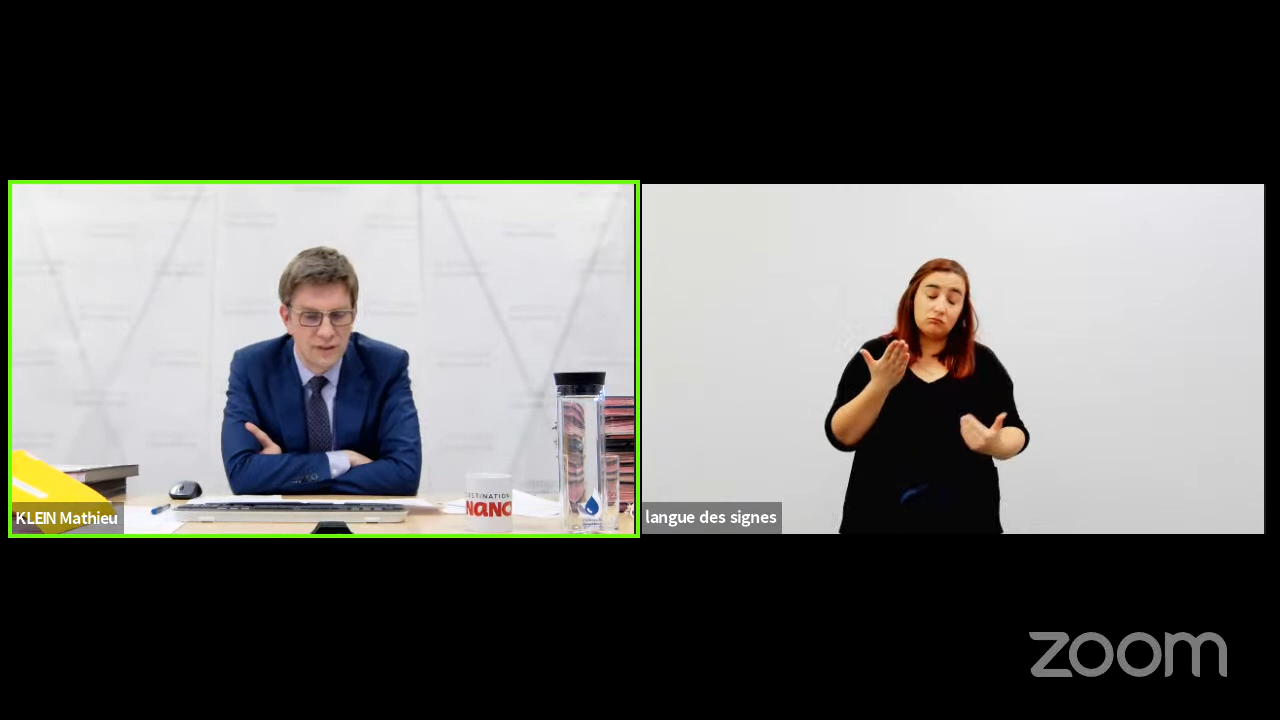 KLEIN Mathieu
DESTINATION
NANC
langue des signes
zoom